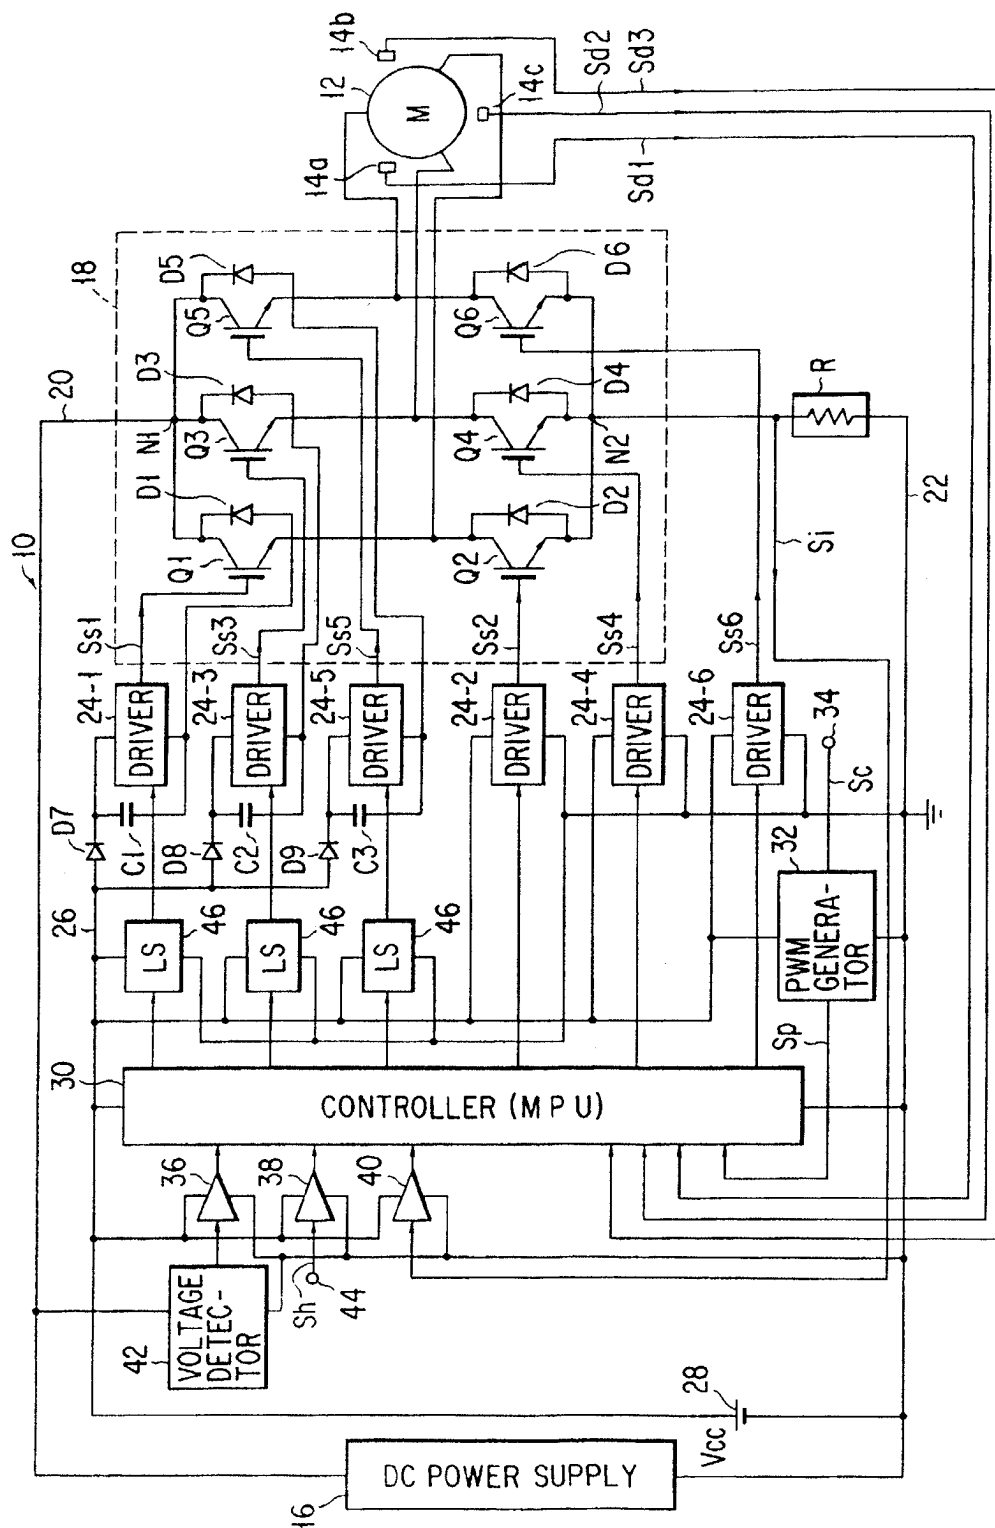 10
20
18
N1
D1
D3
D5
Q1
Q3
Q5
12
M
14a
14b
14c
Sd1
Sd2
Sd3
Q2
Q4
Q6
D2
D4
D6
N2
R
22
Si
Ss1
Ss3
Ss5
Ss2
Ss4
Ss6
24-1
DRIVER
24-3
DRIVER
24-5
DRIVER
24-2
DRIVER
24-4
DRIVER
24-6
DRIVER
34
Sc
D7
C1
D8
C2
D9
C3
32
PWM
GENERA-
TOR
Sp
26
46
LS
46
LS
46
LS
30
CONTROLLER (MPU)
36
38
40
Sh
44
42
VOLTAGE
DETEC-
TOR
28
Vcc
16
DC POWER SUPPLY